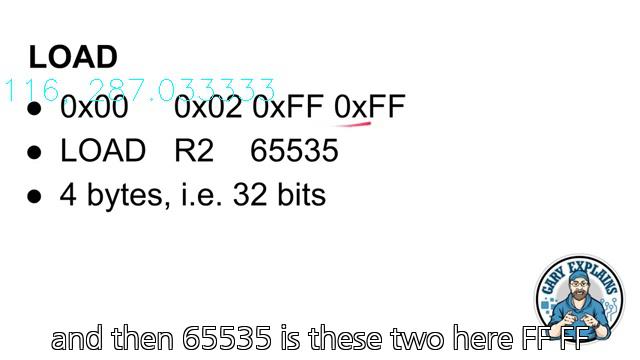 LOAD
116, 287.033333
● 0x00 0x02 0xFF 0xFF
● LOAD R2 65535
● 4 bytes, i.e. 32 bits
GARY EXPLAINS
and then 65535 is these two here FF FF